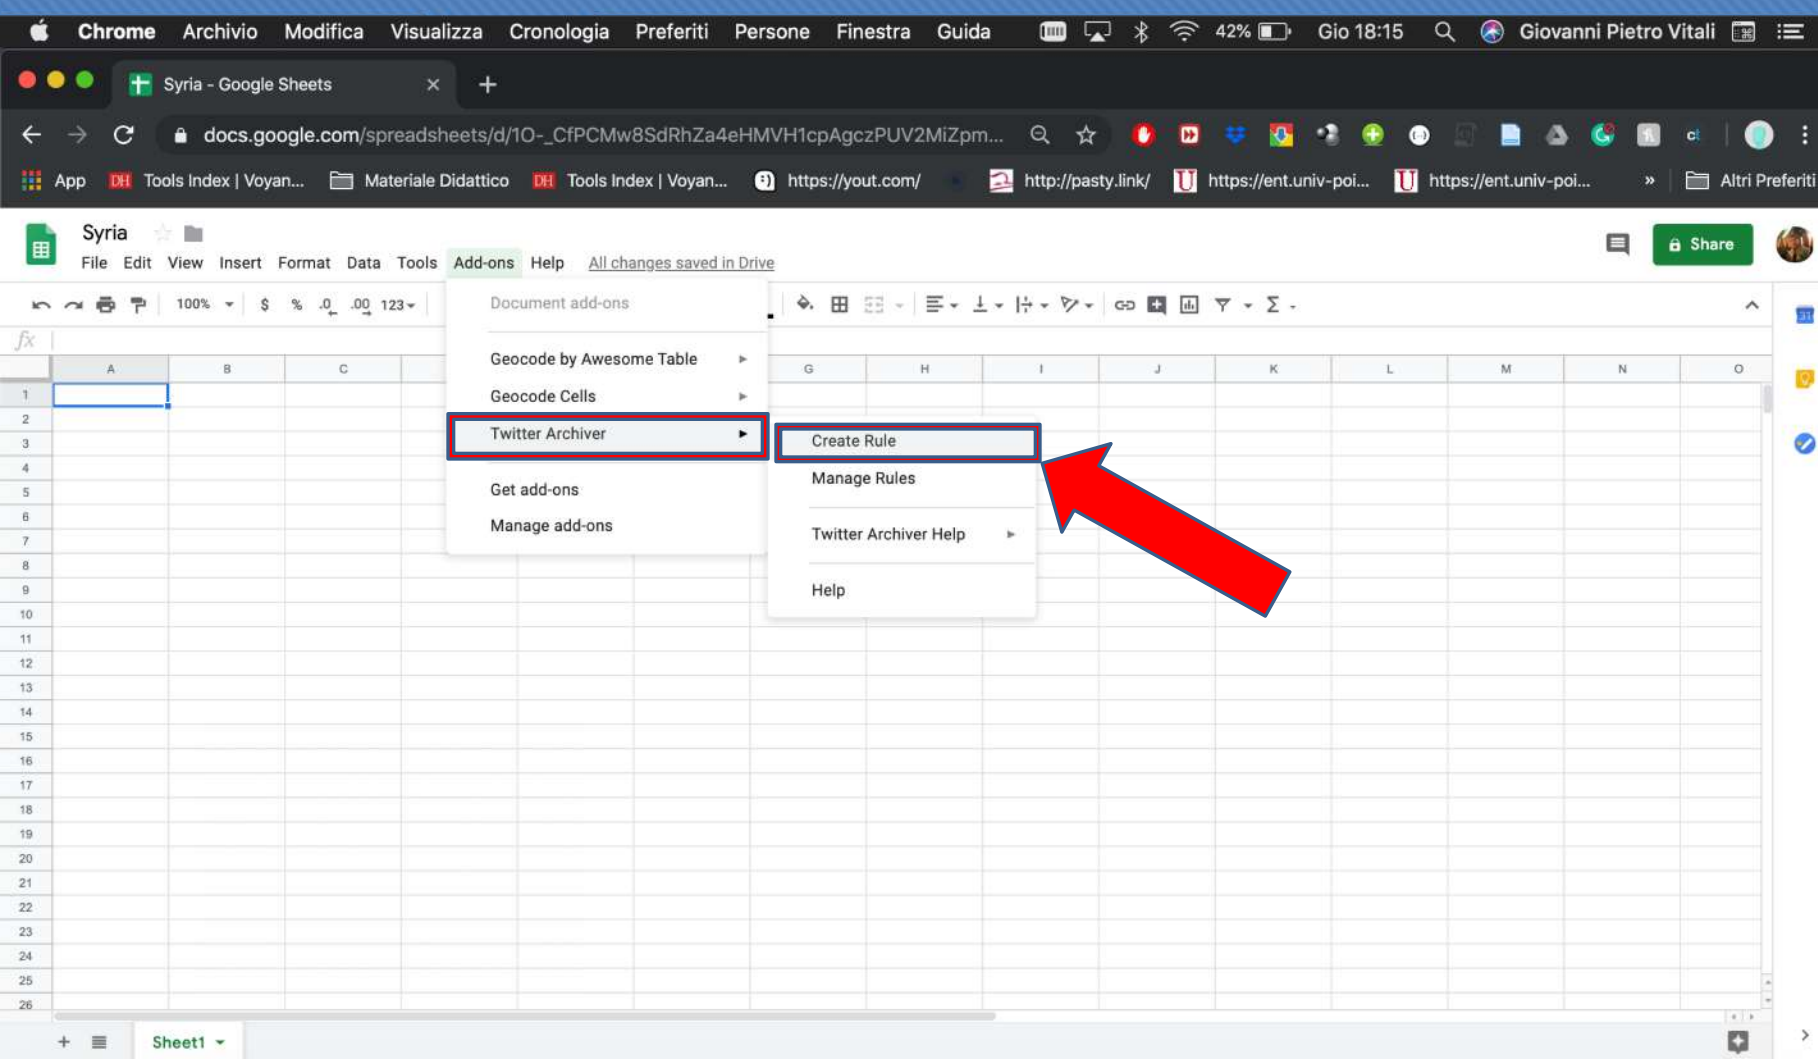 Chrome Archivio Modifica Visualizza Cronologia Preferiti Persone Finestra Guida 42% Gio 18:15 Giovanni Pietro Vitali
Syria - Google Sheets
docs.google.com/spreadsheets/d/1O-_CfPCMw8SdRhZa4eHMVH1cpAgczPUV2MiZpm...
App DH Tools Index | Voyan... Materiale Didattico DH Tools Index | Voyan... https://yout.com/ http://pasty.link/ U https://ent.univ-poi... U https://ent.univ-poi... » Altri Preferiti
Syria
Share
File Edit View Insert Format Data Tools Add-ons Help All changes saved in Drive
100% $ % .0 .00 123
Document add-ons
fx
Geocode by Awesome Table
A B C G H I J K L M N O
Geocode Cells
Twitter Archiver
Create Rule
Manage Rules
Get add-ons
Manage add-ons
Twitter Archiver Help
Help
1
2
3
4
5
6
7
8
9
10
11
12
13
14
15
16
17
18
19
20
21
22
23
24
25
26
Sheet1